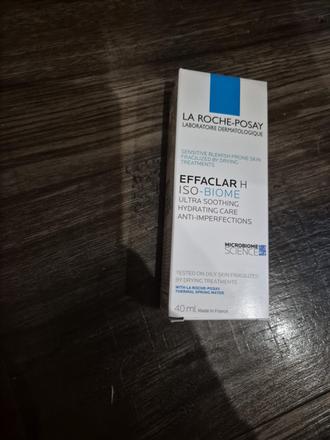 LA ROCHE-POSAY
LABORATOIRE DERMATOLOGIQUE
SENSITIVE BLEMISH PRONE SKIN
FRAGILIZED BY DRYING
TREATMENTS
EFFACLAR H
ISO-BIOME
ULTRA SOOTHING
HYDRATING CARE
ANTI-IMPERFECTIONS
MICROBIOME
SCIENCE
TESTED ON OILY SKIN FRAGILIZED
BY DRYING TREATMENTS
WITH LA ROCHE-POSAY
THERMAL SPRING WATER
40 ml Made in France